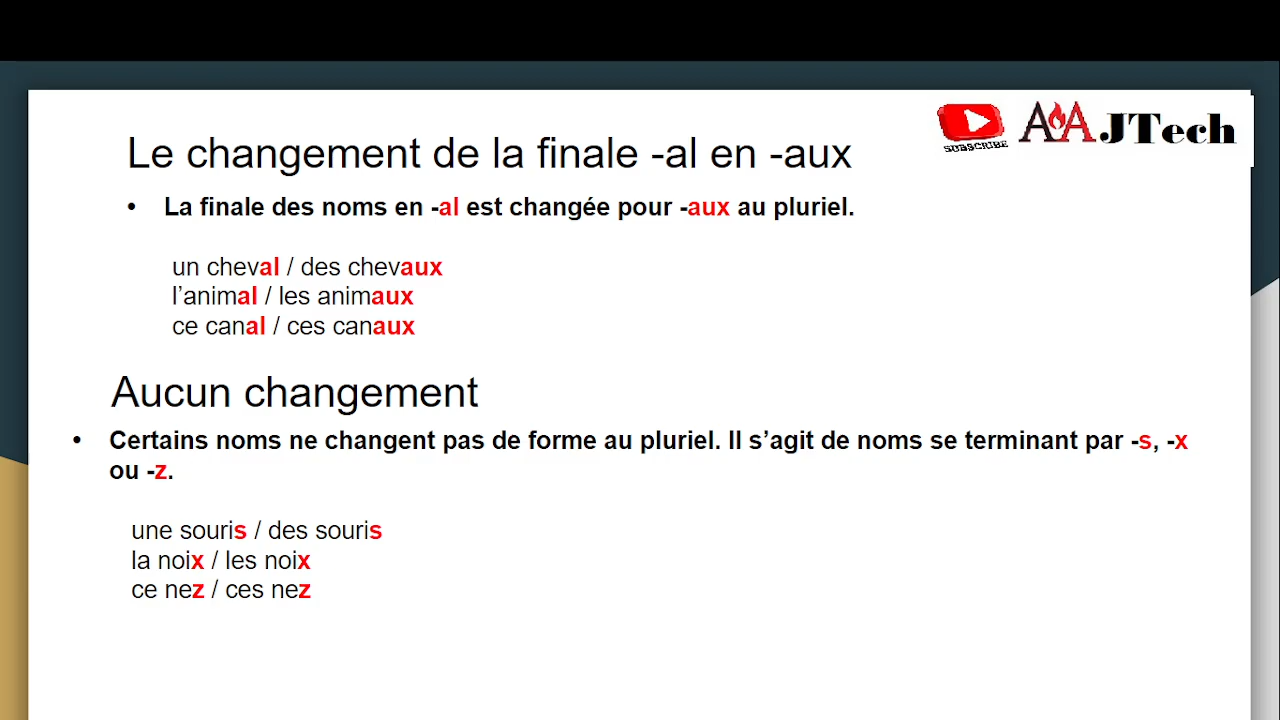 SUBSCRIBE
AAJTech
Le changement de la finale -al en -aux
• La finale des noms en -al est changée pour -aux au pluriel.
un cheval / des chevaux
l’animal / les animaux
ce canal / ces canaux
Aucun changement
• Certains noms ne changent pas de forme au pluriel. Il s’agit de noms se terminant par -s, -x
ou -z.
une souris / des souris
la noix / les noix
ce nez / ces nez